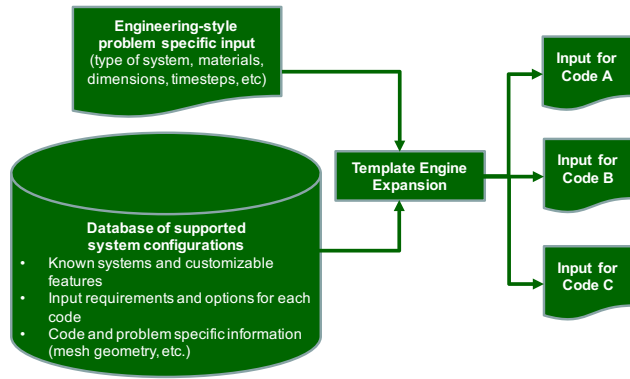 Engineering-style
problem specific input
(type of system, materials,
dimensions, timesteps, etc)
Input for
Code A
Template Engine
Expansion
Input for
Code B
Database of supported
system configurations
• Known systems and customizable
features
• Input requirements and options for each
code
• Code and problem specific information
(mesh geometry, etc.)
Input for
Code C